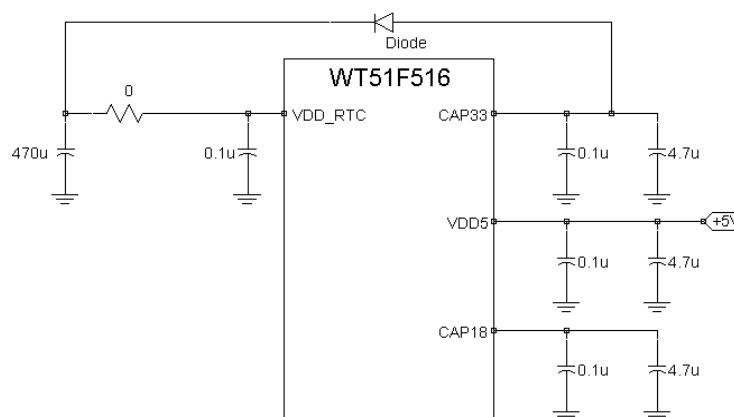 Diode
WT51F516
0
VDD_RTC
CAP33
470u
0.1u
0.1u
4.7u
VDD5
+5V
0.1u
4.7u
CAP18
0.1u
4.7u